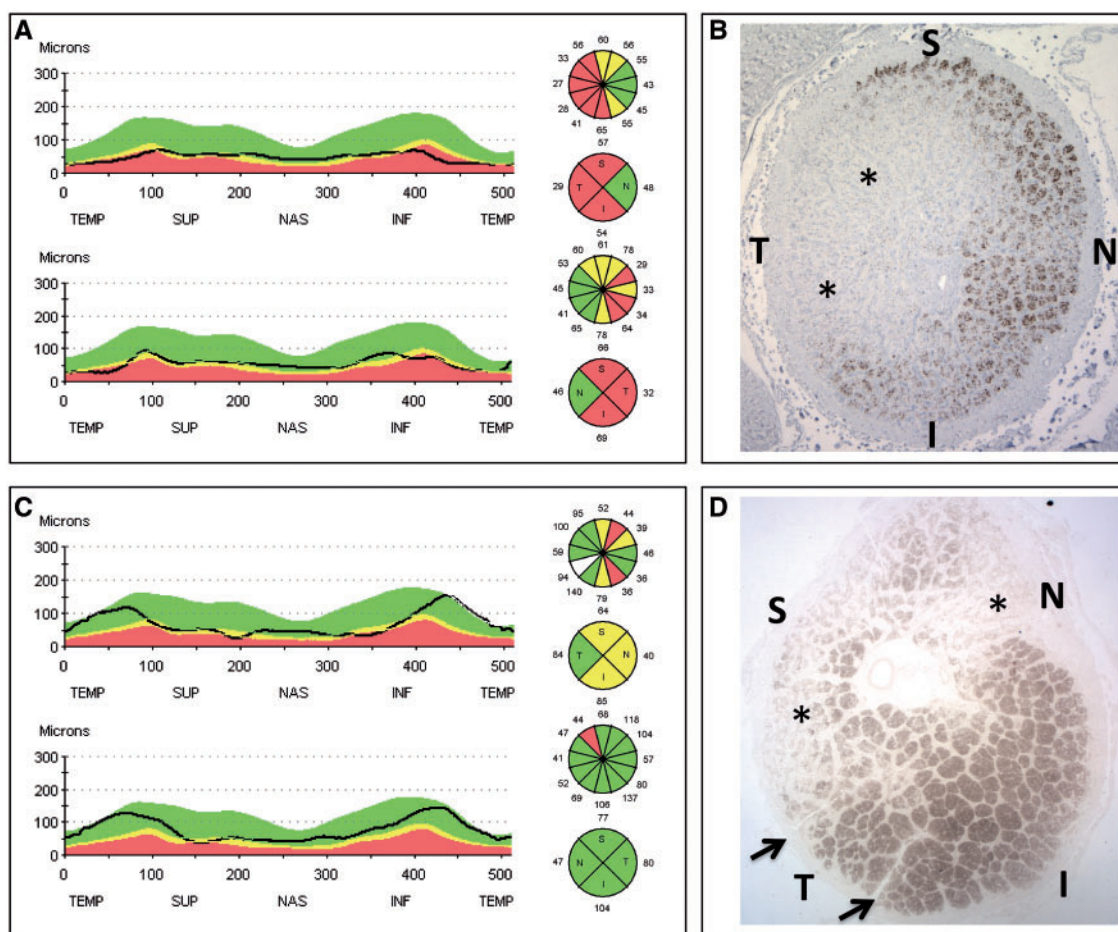 A
Microns
300
200
100
0
0 100 200 300 400 500
TEMP SUP NAS INF TEMP
56 60 56
33 55
27 43
28 45
41 65 55
57
S
29 T N 48
I
54
Microns
300
200
100
0
0 100 200 300 400 500
TEMP SUP NAS INF TEMP
60 61 78
53 29
45 33
41 34
65 78 64
66
S
46 N T 32
I
69
B
S
*
T N
*
I
C
Microns
300
200
100
0
0 100 200 300 400 500
TEMP SUP NAS INF TEMP
95 52 44
100 39
59 46
94 36
140 79 36
64
S
84 T N 40
I
85
Microns
300
200
100
0
0 100 200 300 400 500
TEMP SUP NAS INF TEMP
44 68 118
47 104
41 57
52 80
69 106 137
77
S
47 N T 80
I
104
D
S * N
*
T I